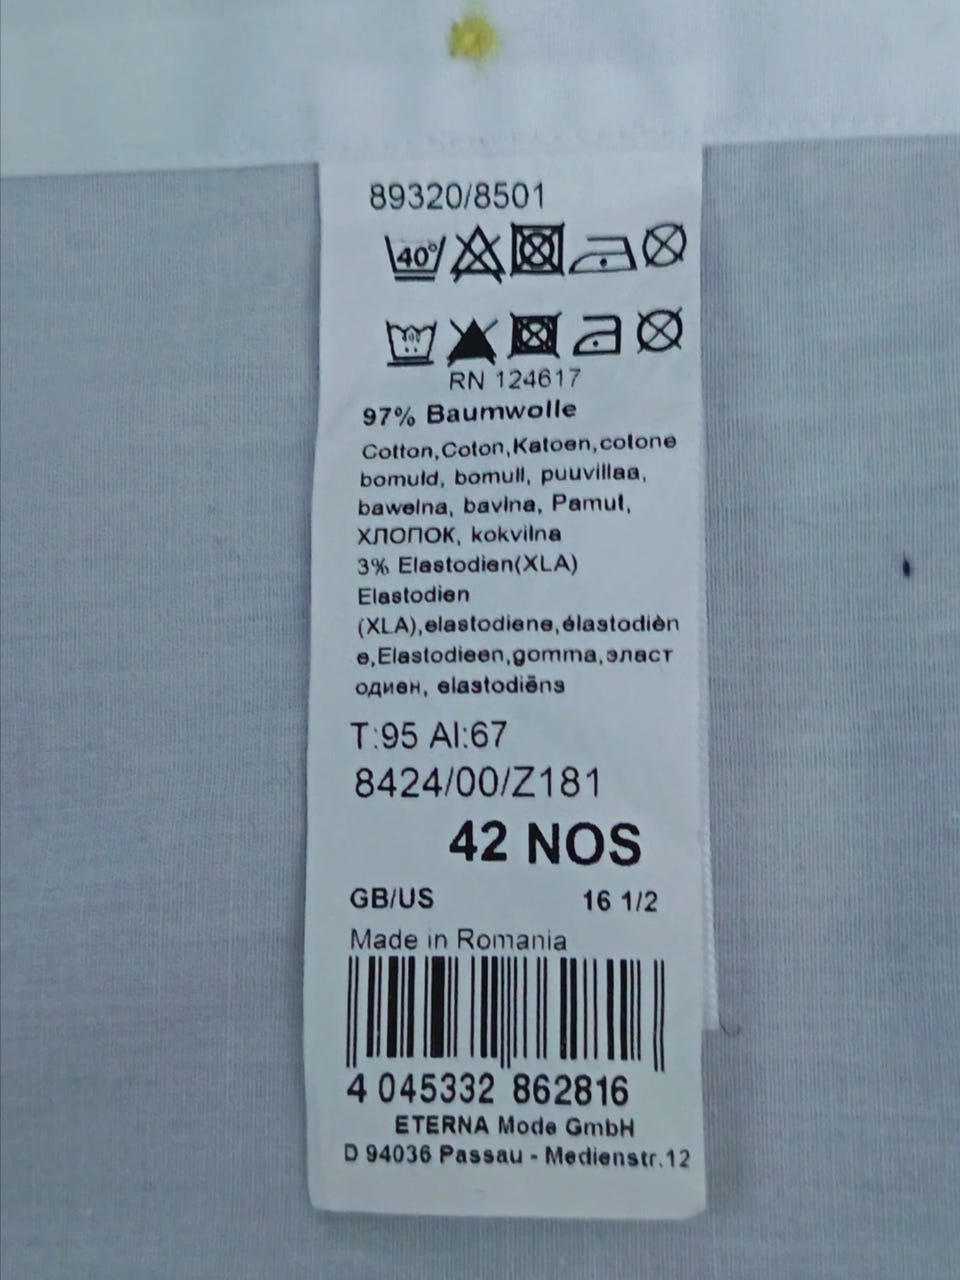 89320/8501
40°
RN 124617
97% Baumwolle
Cotton,Coton,Katoen,cotone
bomuld, bomull, puuvillaa,
bawelna, bavlna, Pamut,
ХЛОПОК, kokvilna
3% Elastodien(XLA)
Elastodien
(XLA),elastodiene,élastodièn
e,Elastodieen,gomma,эласт
одиен, elastodiēns
T:95 Al:67
8424/00/Z181
42 NOS
GB/US 16 1/2
Made in Romania
4 045332 862816
ETERNA Mode GmbH
D 94036 Passau - Medienstr.12